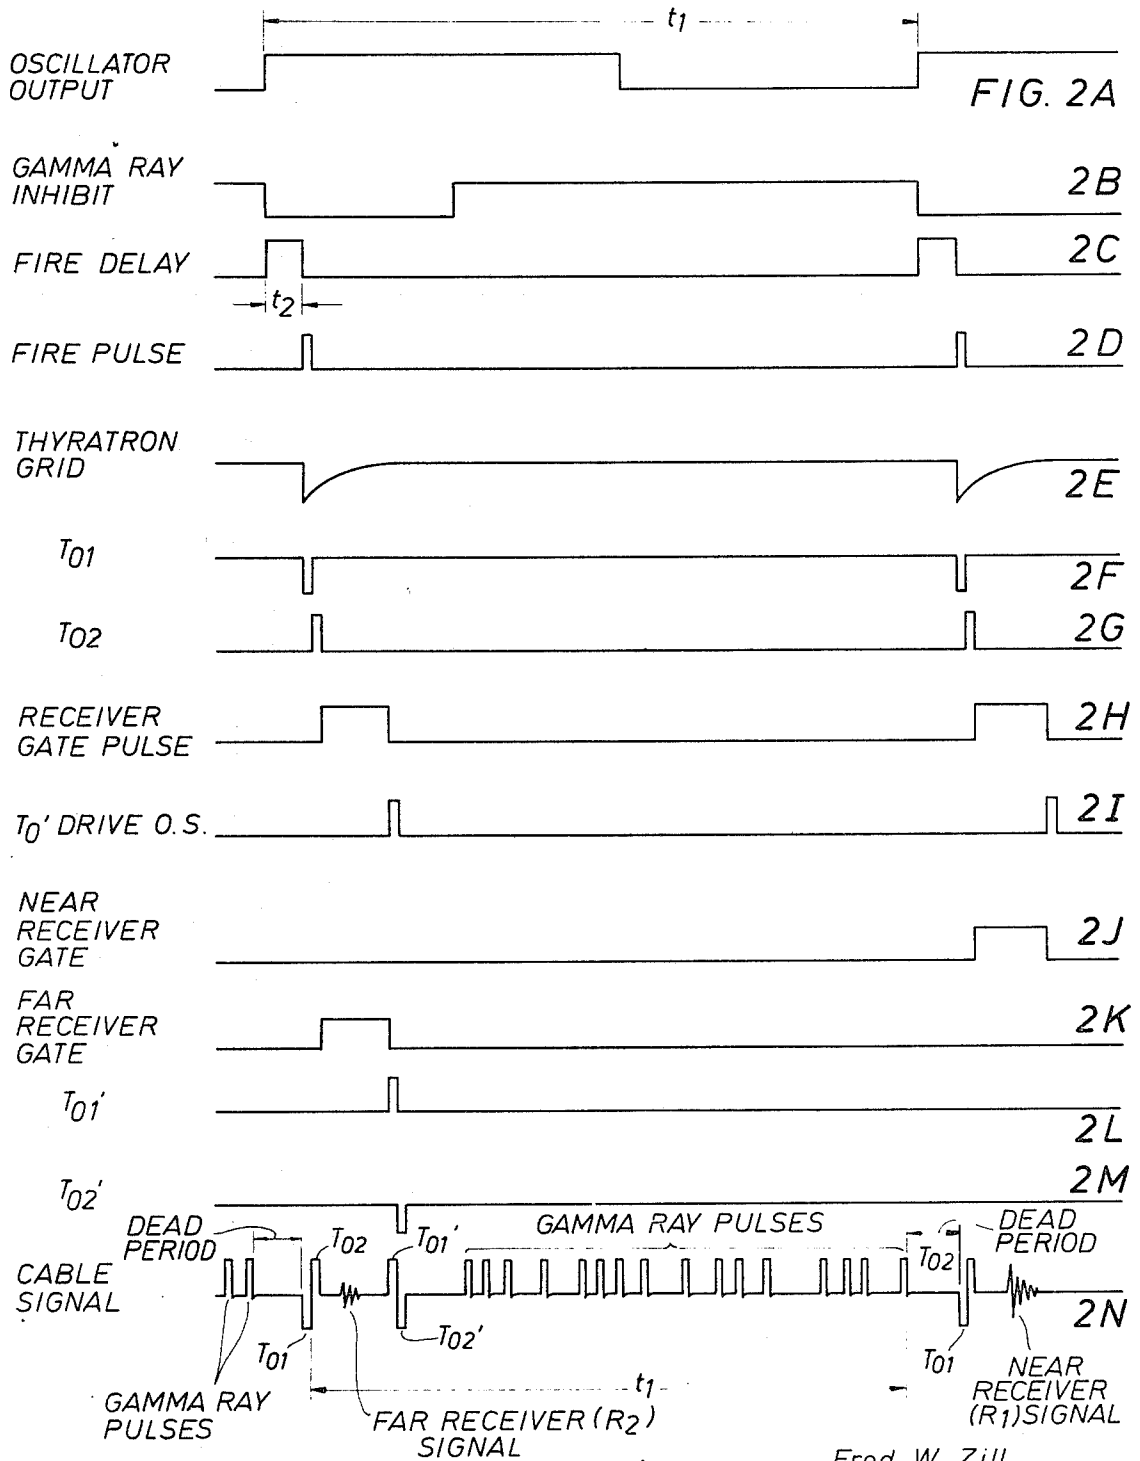 t1
OSCILLATOR
OUTPUT
FIG. 2A
GAMMA RAY
INHIBIT
2B
FIRE DELAY
2C
t2
FIRE PULSE
2D
THYRATRON
GRID
2E
T01
2F
T02
2G
RECEIVER
GATE PULSE
2H
T0' DRIVE O.S.
2I
NEAR
RECEIVER
GATE
2J
FAR
RECEIVER
GATE
2K
T01'
2L
T02'
2M
DEAD
PERIOD
T02
T01'
GAMMA RAY PULSES
T02
DEAD
PERIOD
CABLE
SIGNAL
2N
T01
T02'
T01
t1
GAMMA RAY
PULSES
FAR RECEIVER (R2)
SIGNAL
NEAR
RECEIVER
(R1) SIGNAL
Fred W. Zill